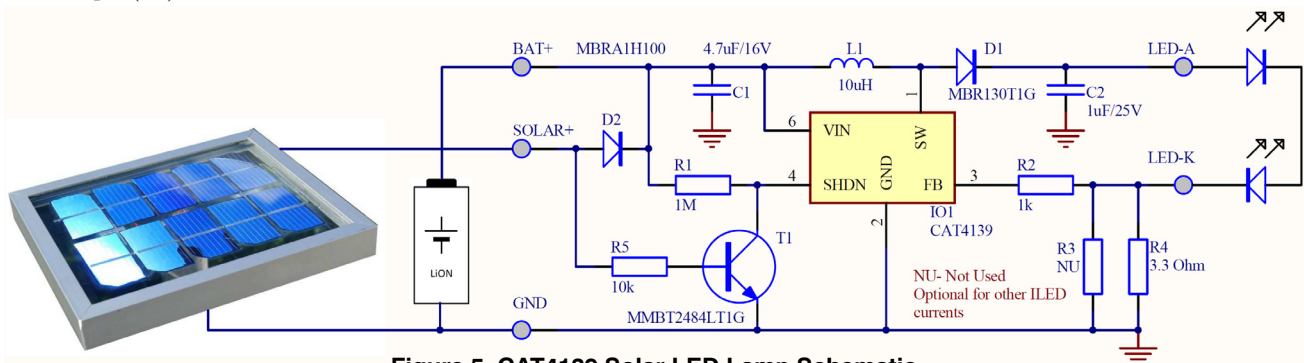 BAT+ MBRA1H100 4.7uF/16V L1 D1 LED-A
10uH
C1
MBR130T1G
C2
1uF/25V
SOLAR+ D2
6 VIN SW 1
R1
1M
4 SHDN GND FB 3
R2
1k
LED-K
2
IO1
CAT4139
R5
10k
T1
LiON
R3
NU
R4
3.3 Ohm
NU- Not Used
Optional for other ILED
currents
GND
MMBT2484LT1G